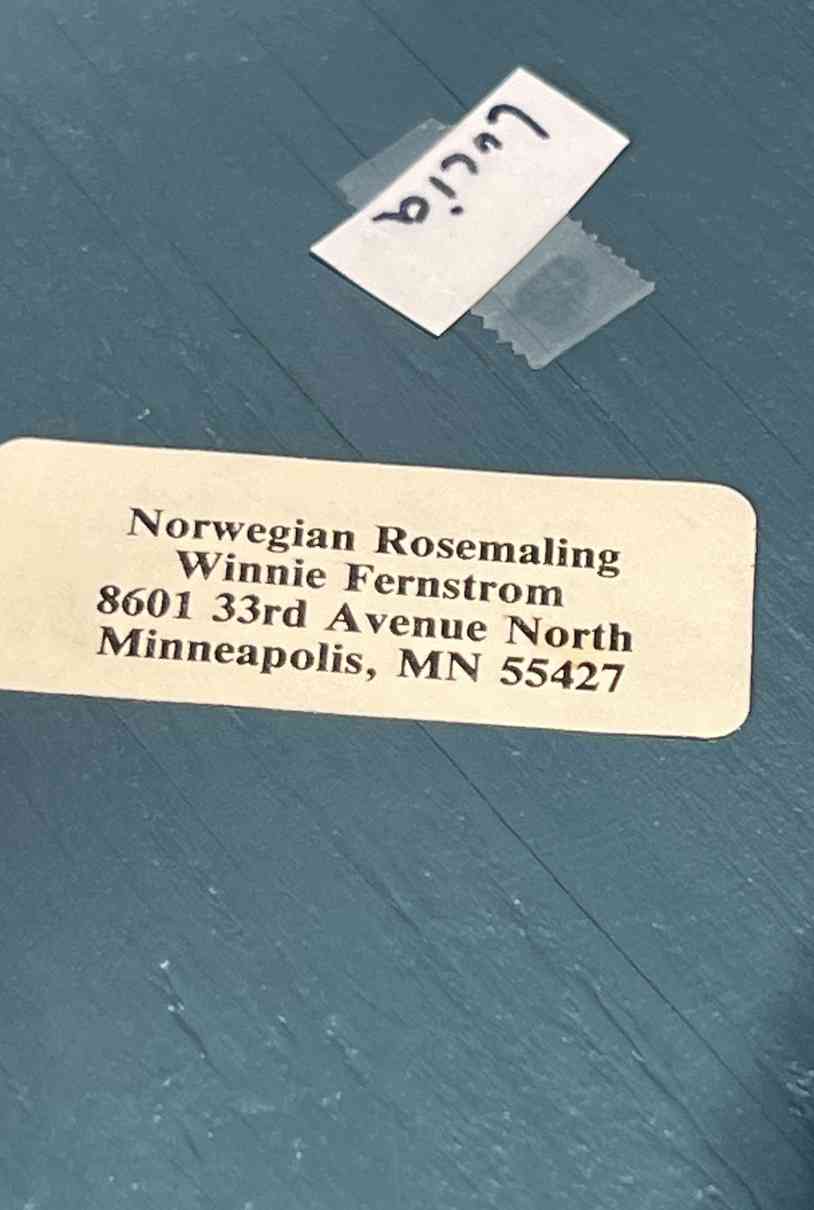 Lucia
Norwegian Rosemaling
Winnie Fernstrom
8601 33rd Avenue North
Minneapolis, MN 55427